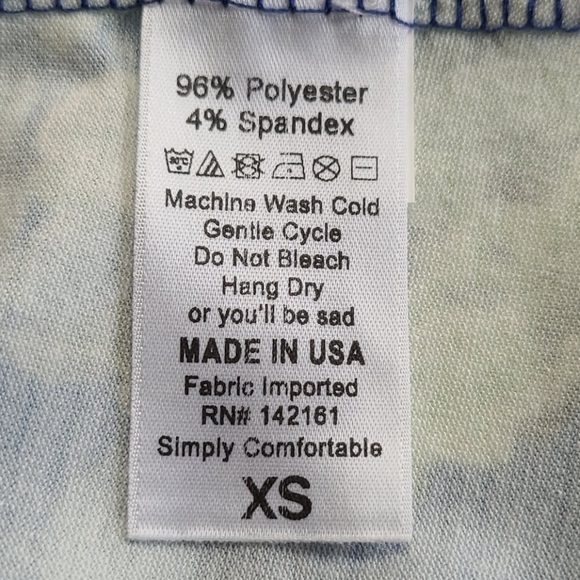 96% Polyester
4% Spandex
30°C
Machine Wash Cold
Gentle Cycle
Do Not Bleach
Hang Dry
or you'll be sad
MADE IN USA
Fabric Imported
RN# 142161
Simply Comfortable
XS